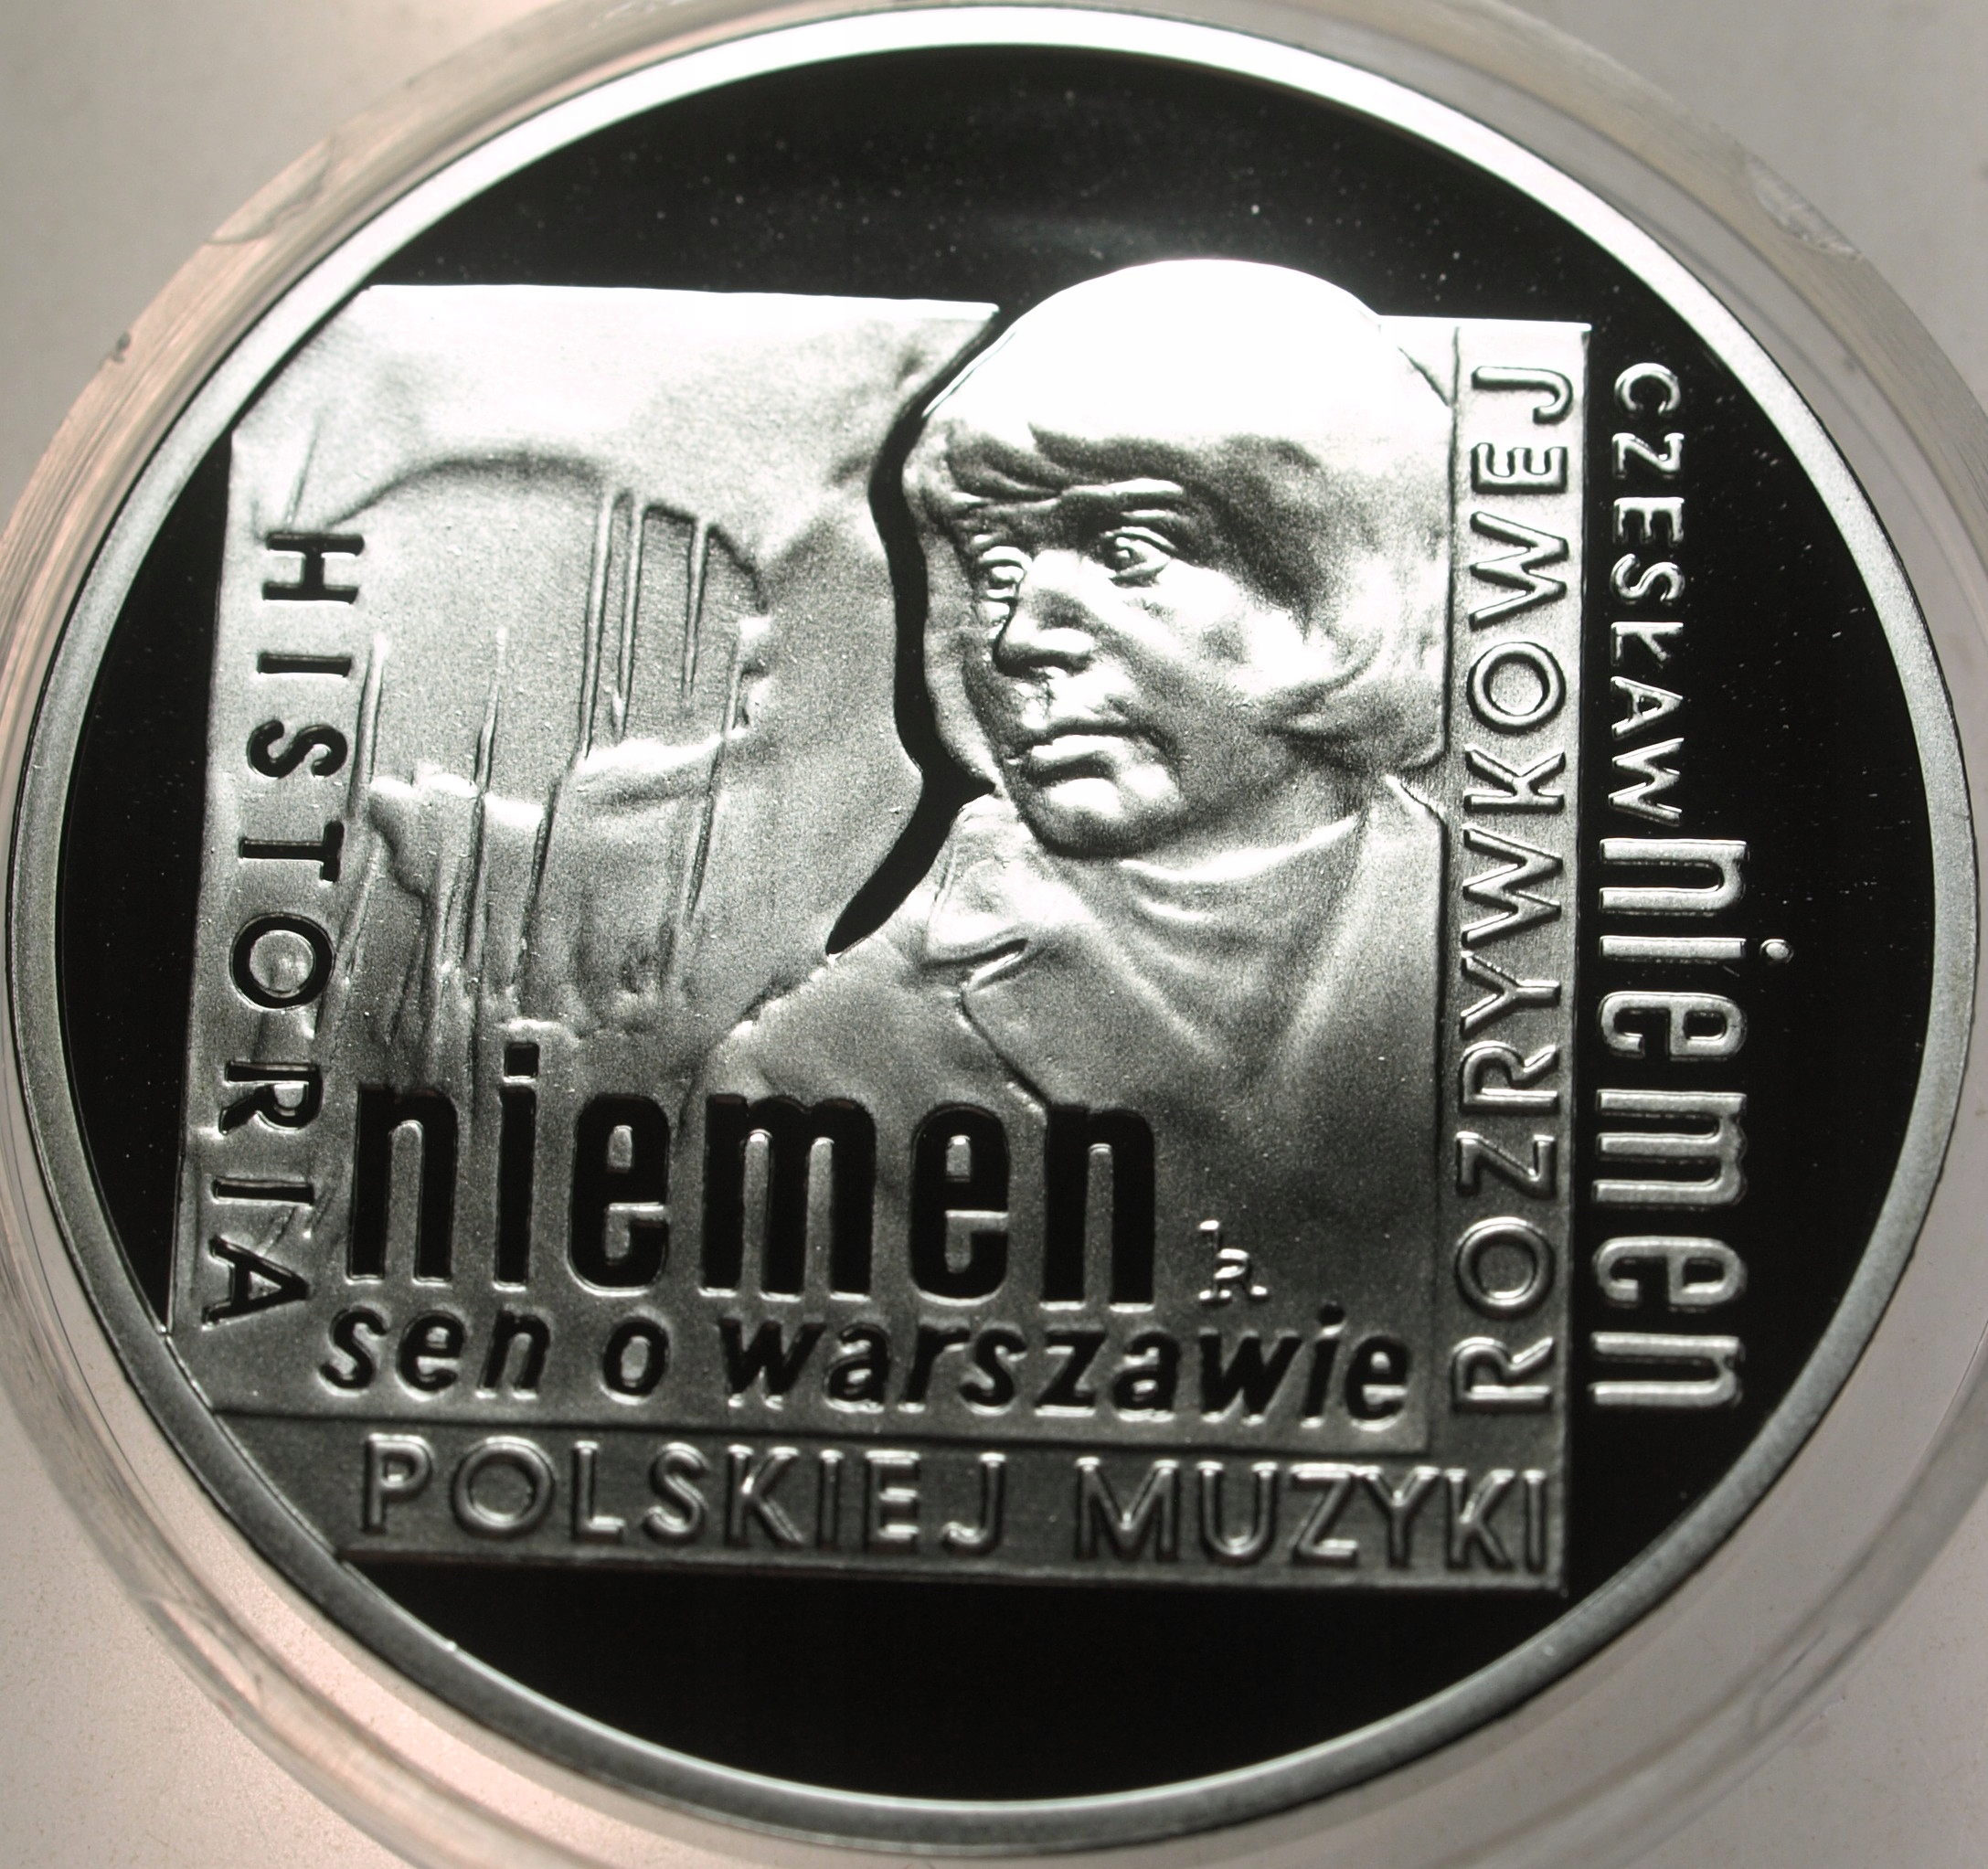 HISTORIA
POLSKIEJ MUZYKI
ROZRYWKOWEJ
CZESŁAW niemen
niemen
sen o warszawie